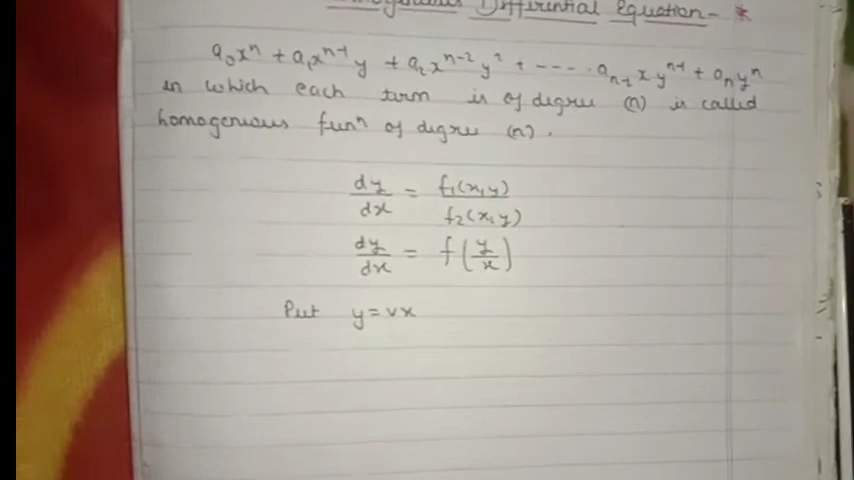 Differential Equation- *
a₀xⁿ + a₁xⁿ⁻¹y + a₂xⁿ⁻²y² + ----. aₙ₋₁xyⁿ⁻¹ + aₙyⁿ
in which each term is of degree (n) is called
homogenious funⁿ of degree (n).
dy/dx = f₁(x,y)/f₂(x,y)
dy/dx = f(y/x)
Put y=vx